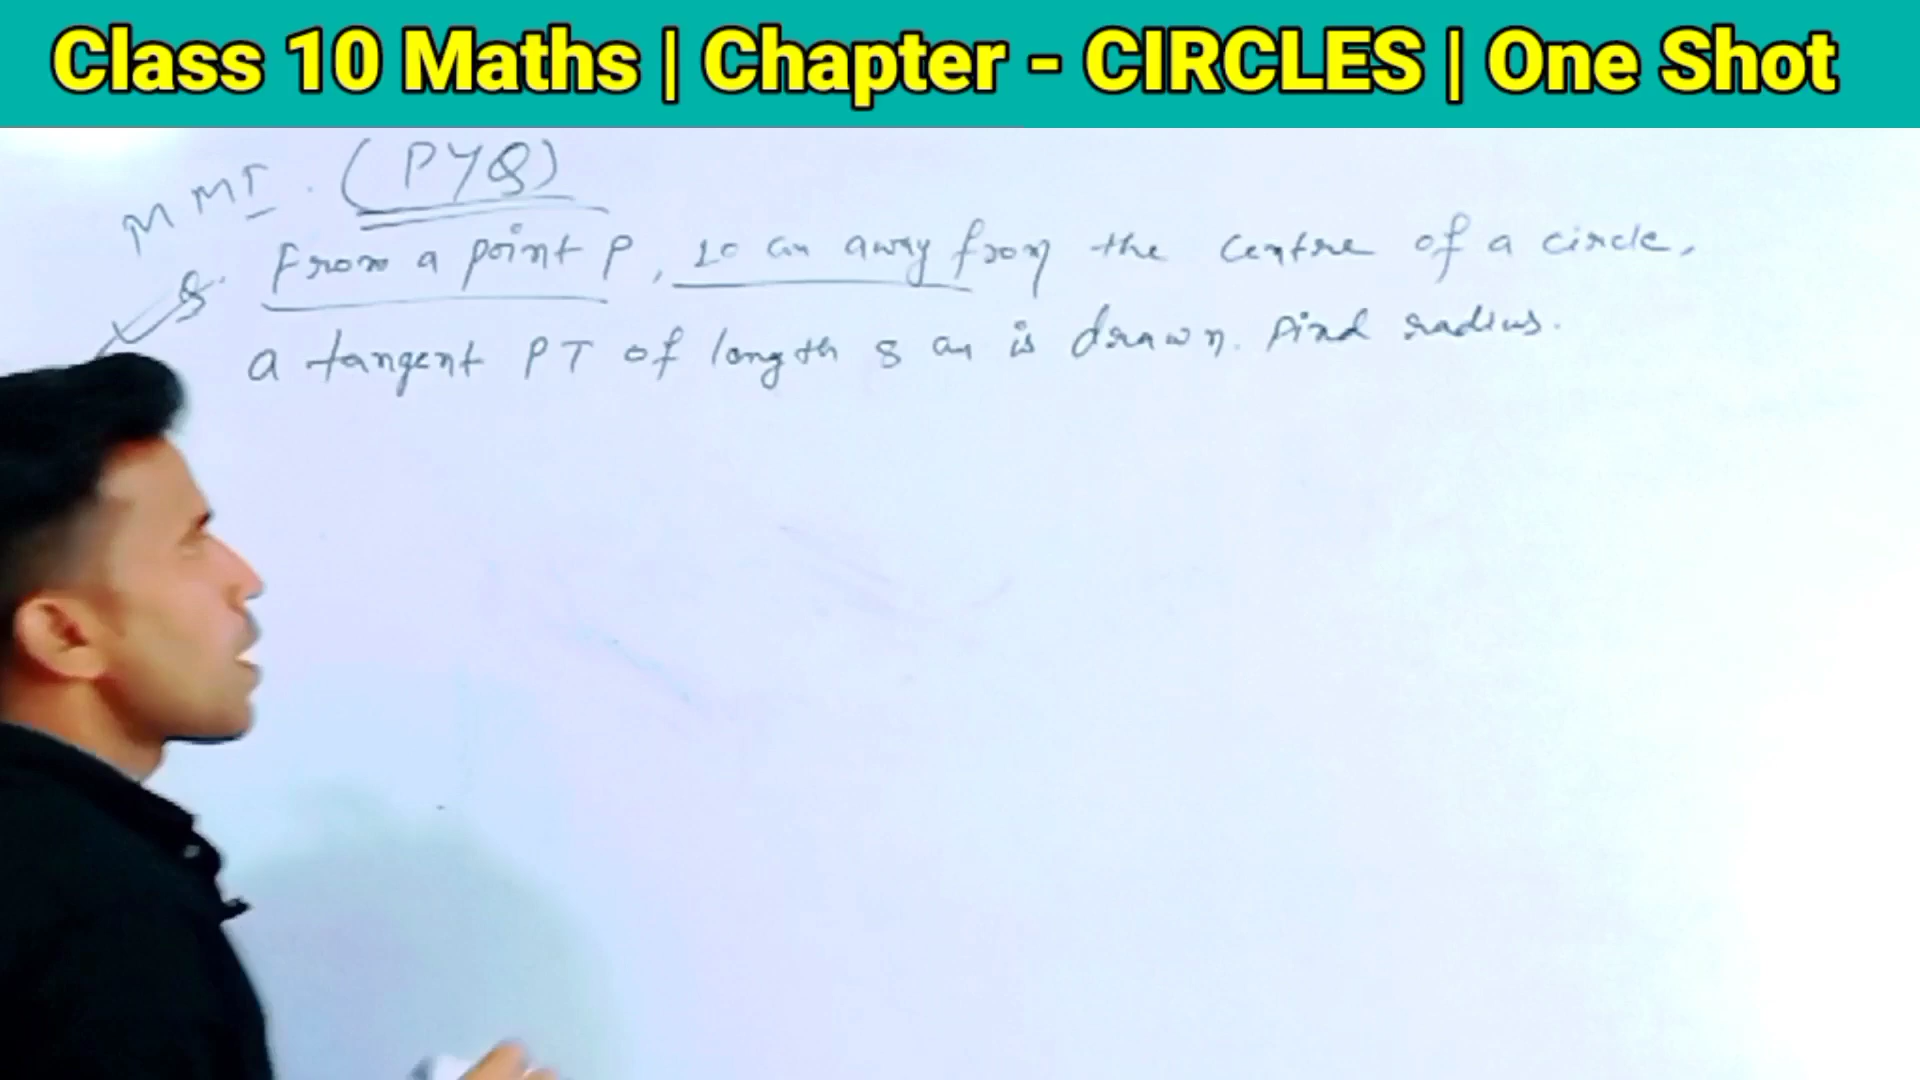 Class 10 Maths | Chapter - CIRCLES | One Shot
MMI. (PYQ)
Q. From a point P, 10 cm away from the centre of a circle,
a tangent PT of length 8 cm is drawn. Find radius.